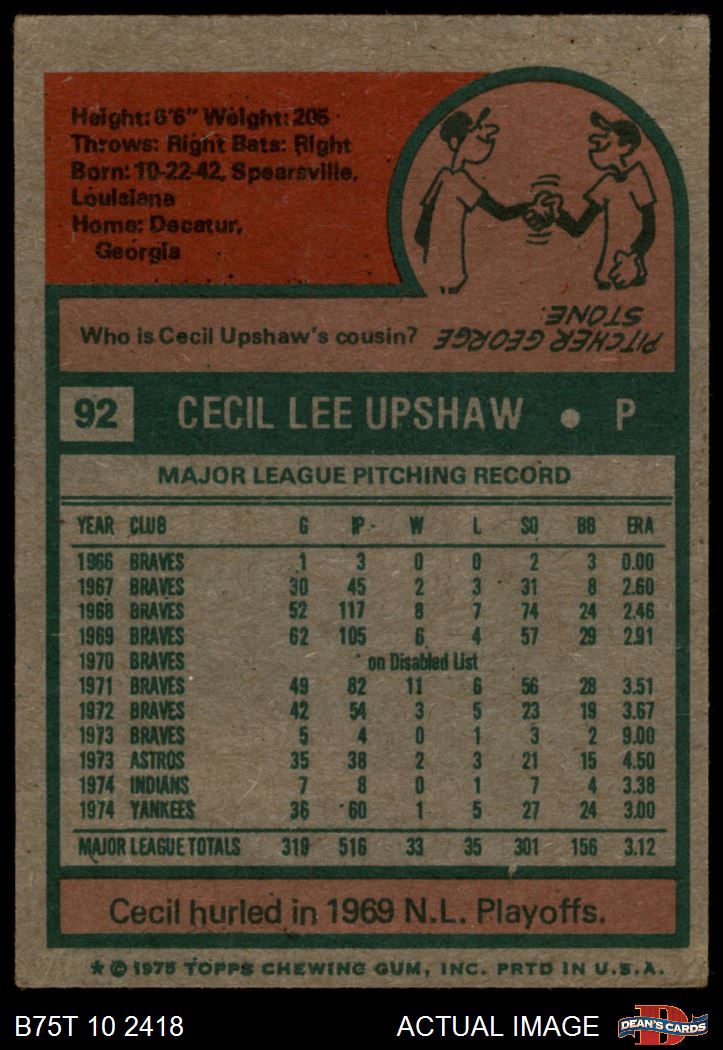 Height: 6'6" Weight: 205
Throws: Right Bats: Right
Born: 10-22-42, Spearsville,
Louisiana
Home: Decatur,
Georgia
Who is Cecil Upshaw's cousin?
PITCHER GEORGE
STONE.
92 CECIL LEE UPSHAW • P
MAJOR LEAGUE PITCHING RECORD
YEAR CLUB G IP W L SO BB ERA
1966 BRAVES 1 3 0 0 2 3 0.00
1967 BRAVES 30 45 2 3 31 8 2.60
1968 BRAVES 52 117 8 7 74 24 2.46
1969 BRAVES 62 105 6 4 57 29 2.91
1970 BRAVES on Disabled List
1971 BRAVES 49 82 11 6 56 28 3.51
1972 BRAVES 42 54 3 5 23 19 3.67
1973 BRAVES 5 4 0 1 3 2 9.00
1973 ASTROS 35 38 2 3 21 15 4.50
1974 INDIANS 7 8 0 1 7 4 3.38
1974 YANKEES 36 60 1 5 27 24 3.00
MAJOR LEAGUE TOTALS 319 516 33 35 301 156 3.12
Cecil hurled in 1969 N.L. Playoffs.
★ © 1975 TOPPS CHEWING GUM, INC. PRTD IN U.S.A.
B75T 10 2418 ACTUAL IMAGE
D
DEAN'S CARDS